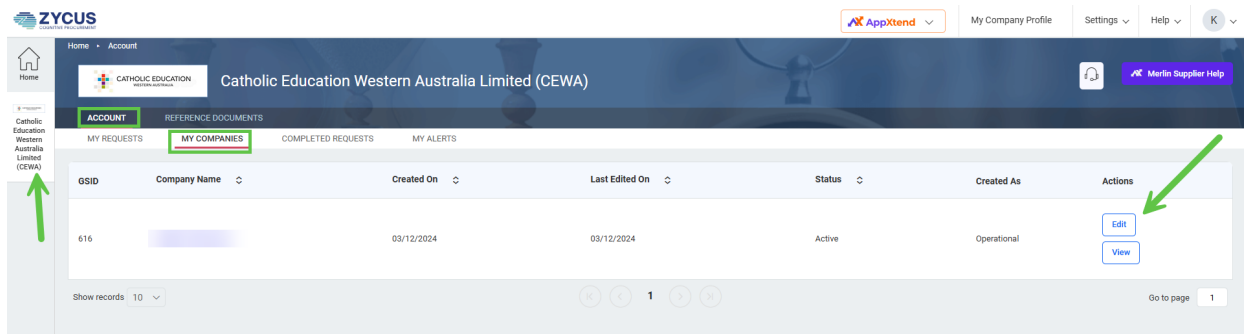 ZYCUS
COGNITIVE PROCUREMENT
AppXtend
My Company Profile
Settings
Help
K
Home
Home ▸ Account
CATHOLIC EDUCATION
WESTERN AUSTRALIA
Catholic Education Western Australia Limited (CEWA)
Merlin Supplier Help
Catholic
Education
Western
Australia
Limited
(CEWA)
ACCOUNT
REFERENCE DOCUMENTS
MY REQUESTS
MY COMPANIES
COMPLETED REQUESTS
MY ALERTS
GSID
Company Name
Created On
Last Edited On
Status
Created As
Actions
616
03/12/2024
03/12/2024
Active
Operational
Edit
View
Show records 10
1
Go to page 1